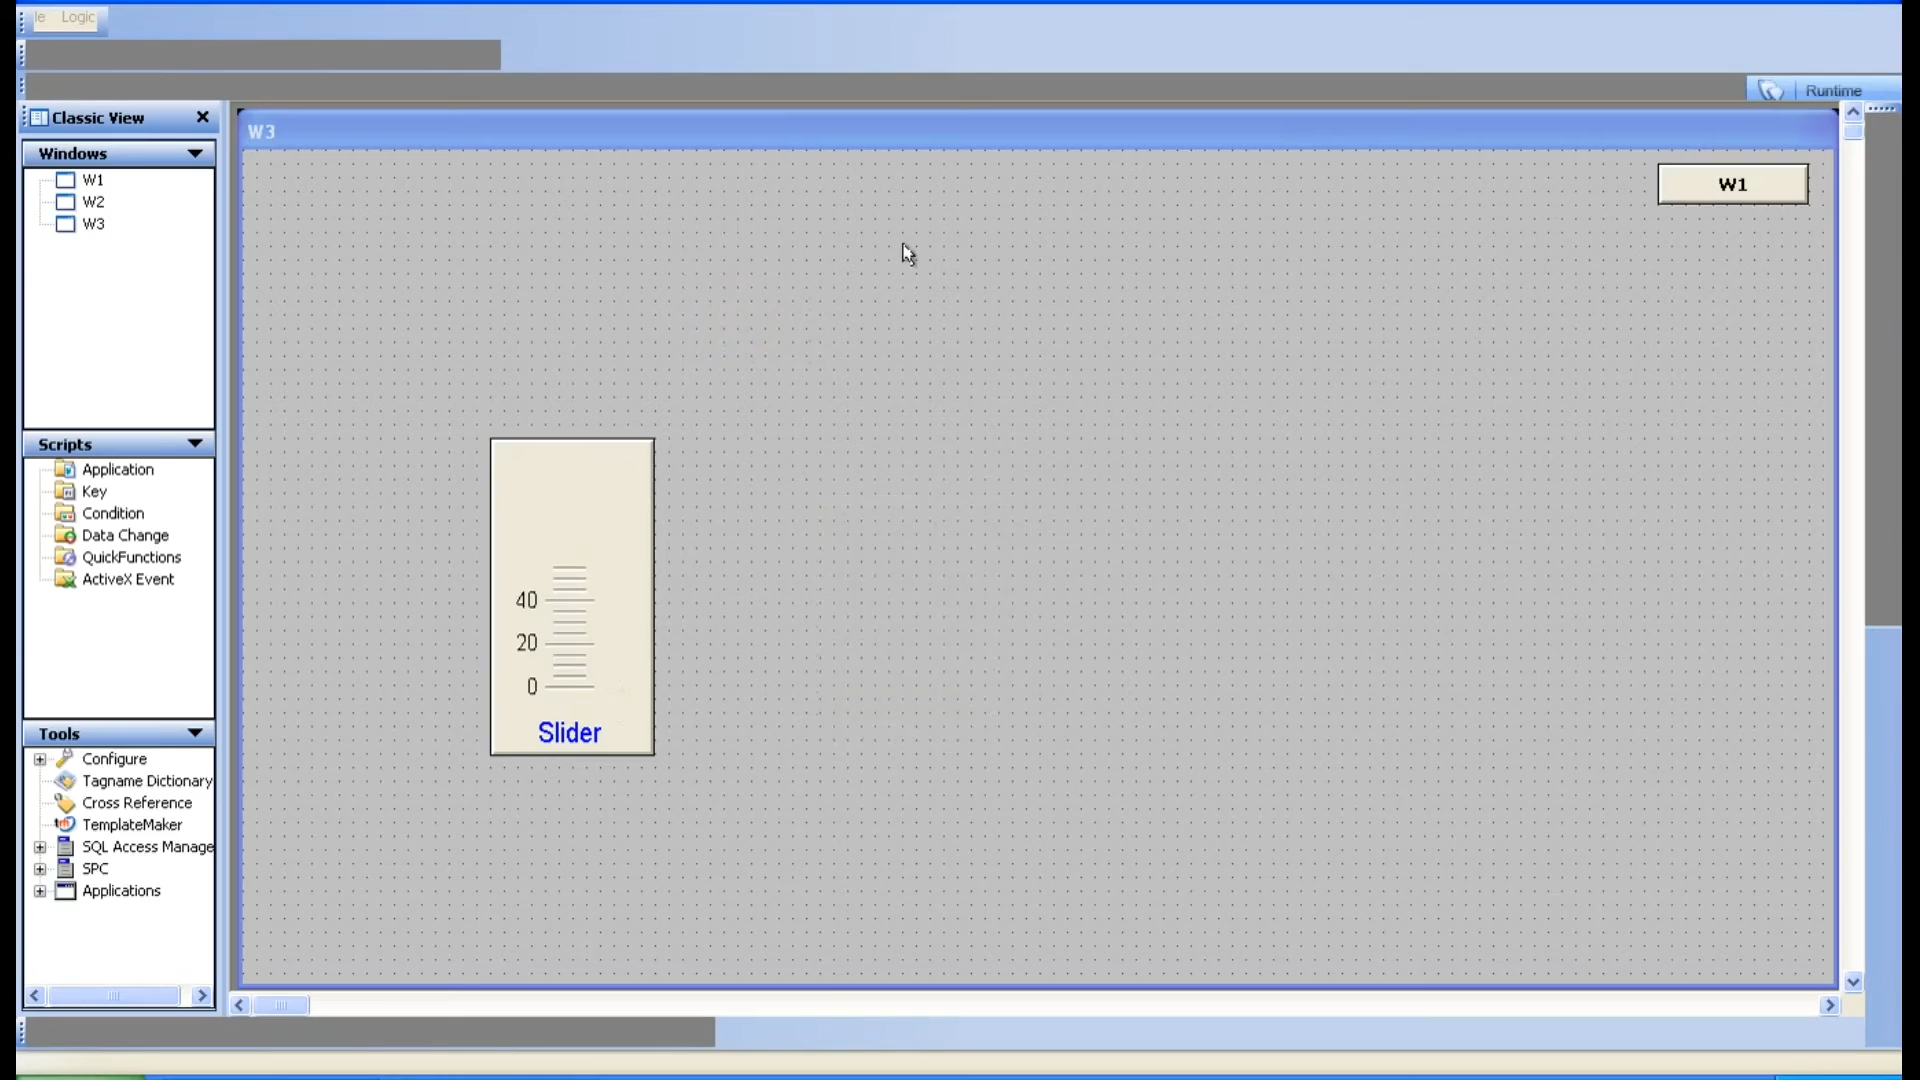 le Logic
Runtime
Classic View
Windows
W1
W2
W3
Scripts
Application
Key
Condition
Data Change
QuickFunctions
ActiveX Event
Tools
Configure
Tagname Dictionary
Cross Reference
TemplateMaker
SQL Access Manage
SPC
Applications
W3
W1
40
20
0
Slider